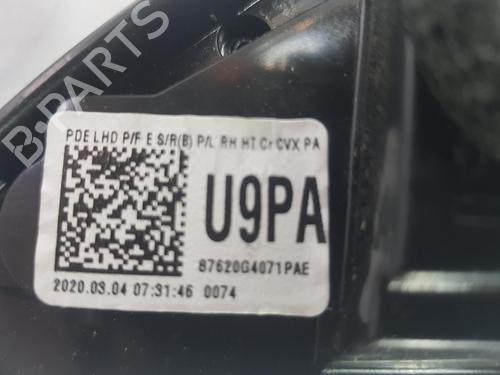 B-PARTS
PDE LHD P/F E S/R(B) P/L RH HT Cr CVX PA
U9PA
87620G4071PAE
2020.03.04 07:31:46 0074